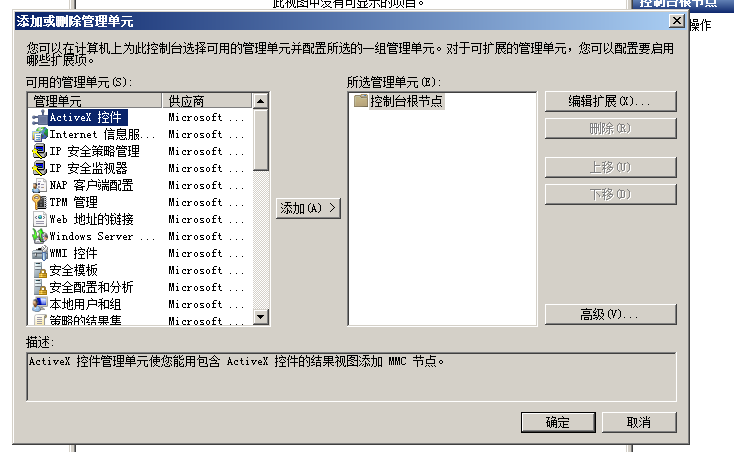 此视图中没有可显示的项目。
控制台根节点
操作
添加或删除管理单元
您可以在计算机上为此控制台选择可用的管理单元并配置所选的一组管理单元。对于可扩展的管理单元，您可以配置要启用
哪些扩展项。
可用的管理单元(S):
所选管理单元(E):
管理单元 供应商
ActiveX 控件 Microsoft ...
Internet 信息服... Microsoft ...
IP 安全策略管理 Microsoft ...
IP 安全监视器 Microsoft ...
NAP 客户端配置 Microsoft ...
TPM 管理 Microsoft ...
Web 地址的链接 Microsoft ...
Windows Server ... Microsoft ...
WMI 控件 Microsoft ...
安全模板 Microsoft ...
安全配置和分析 Microsoft ...
本地用户和组 Microsoft ...
策略的结果集 Microsoft ...
添加(A) >
控制台根节点
编辑扩展(X)...
删除(R)
上移(U)
下移(D)
高级(V)...
描述:
ActiveX 控件管理单元使您能用包含 ActiveX 控件的结果视图添加 MMC 节点。
确定
取消